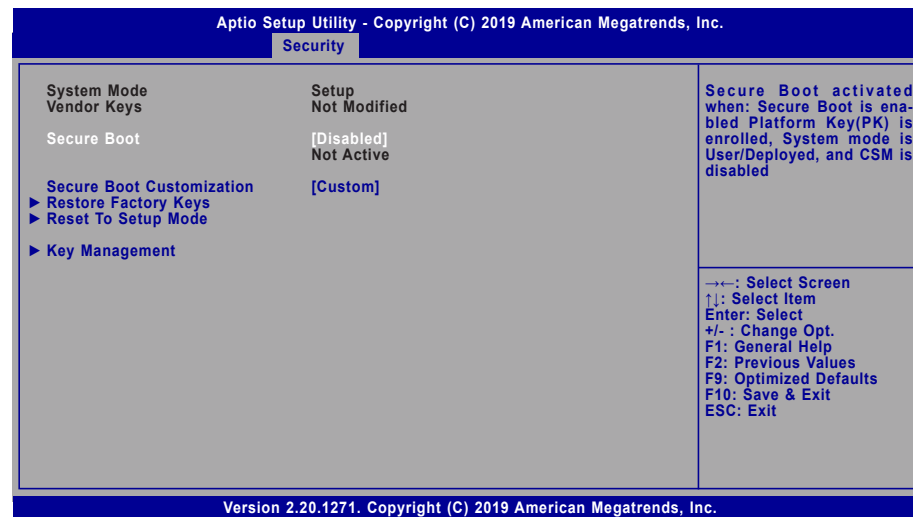 Aptio Setup Utility - Copyright (C) 2019 American Megatrends, Inc.
Security
System Mode Setup
Vendor Keys Not Modified
Secure Boot [Disabled]
Not Active
Secure Boot Customization [Custom]
► Restore Factory Keys
► Reset To Setup Mode
► Key Management
Secure Boot activated
when: Secure Boot is ena-
bled Platform Key(PK) is
enrolled, System mode is
User/Deployed, and CSM is
disabled
→←: Select Screen
↑↓: Select Item
Enter: Select
+/- : Change Opt.
F1: General Help
F2: Previous Values
F9: Optimized Defaults
F10: Save & Exit
ESC: Exit
Version 2.20.1271. Copyright (C) 2019 American Megatrends, Inc.